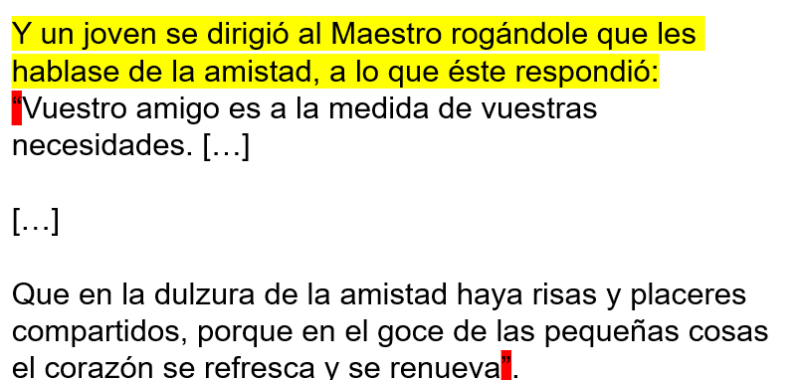 Y un joven se dirigió al Maestro rogándole que les
hablase de la amistad, a lo que éste respondió:
“Vuestro amigo es a la medida de vuestras
necesidades. […]
[…]
Que en la dulzura de la amistad haya risas y placeres
compartidos, porque en el goce de las pequeñas cosas
el corazón se refresca y se renueva”.